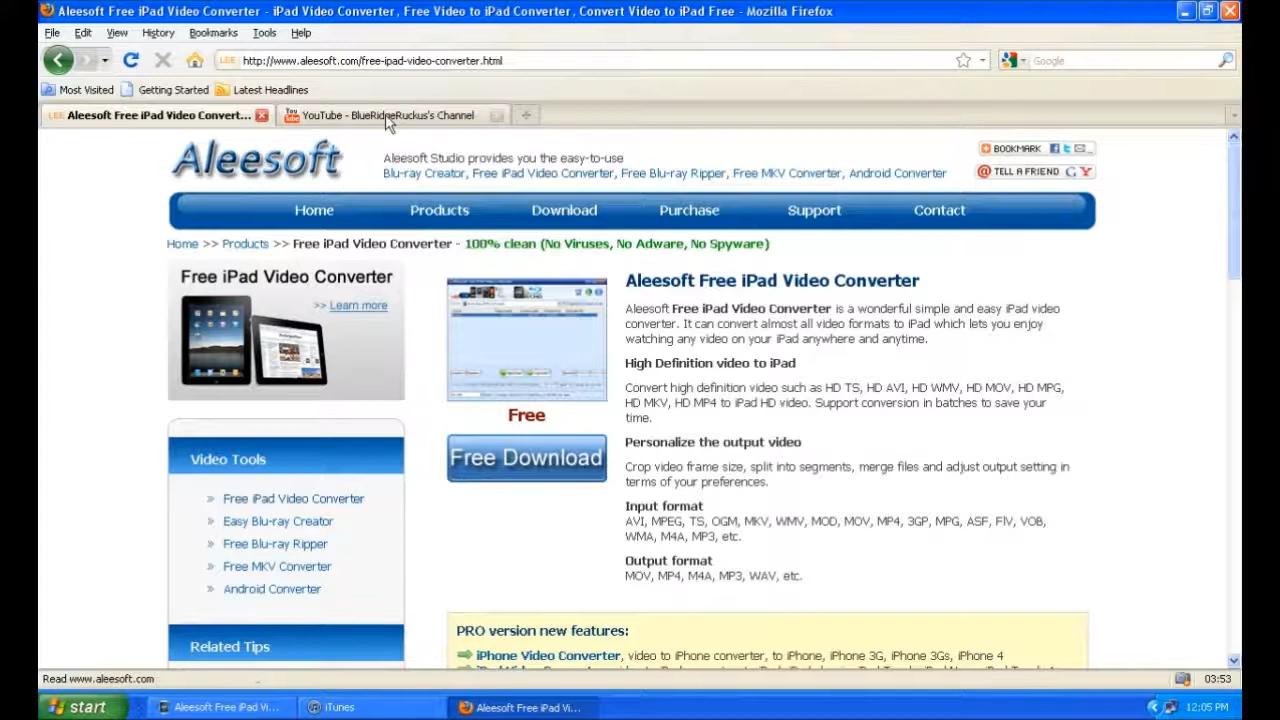 Aleesoft Free iPad Video Converter - iPad Video Converter, Free Video to iPad Converter, Convert Video to iPad Free - Mozilla Firefox
File Edit View History Bookmarks Tools Help
http://www.aleesoft.com/free-ipad-video-converter.html Google
Most Visited Getting Started Latest Headlines
LEE Aleesoft Free iPad Video Convert... You Tube YouTube - BlueRidgeRuckus's Channel
Aleesoft
Aleesoft Studio provides you the easy-to-use
Blu-ray Creator, Free iPad Video Converter, Free Blu-ray Ripper, Free MKV Converter, Android Converter
BOOKMARK
TELL A FRIEND
Home Products Download Purchase Support Contact
Home >> Products >> Free iPad Video Converter - 100% clean (No Viruses, No Adware, No Spyware)
Free iPad Video Converter
>> Learn more
Free
Free Download
Aleesoft Free iPad Video Converter
Aleesoft Free iPad Video Converter is a wonderful simple and easy iPad video
converter. It can convert almost all video formats to iPad which lets you enjoy
watching any video on your iPad anywhere and anytime.
High Definition video to iPad
Convert high definition video such as HD TS, HD AVI, HD WMV, HD MOV, HD MPG,
HD MKV, HD MP4 to iPad HD video. Support conversion in batches to save your
time.
Personalize the output video
Crop video frame size, split into segments, merge files and adjust output setting in
terms of your preferences.
Input format
AVI, MPEG, TS, OGM, MKV, WMV, MOD, MOV, MP4, 3GP, MPG, ASF, FlV, VOB,
WMA, M4A, MP3, etc.
Output format
MOV, MP4, M4A, MP3, WAV, etc.
Video Tools
Free iPad Video Converter
Easy Blu-ray Creator
Free Blu-ray Ripper
Free MKV Converter
Android Converter
Related Tips
PRO version new features:
iPhone Video Converter, video to iPhone converter, to iPhone, iPhone 3G, iPhone 3Gs, iPhone 4
Read www.aleesoft.com 03:53
start Aleesoft Free iPad Vi... iTunes Aleesoft Free iPad Vi... 12:05 PM